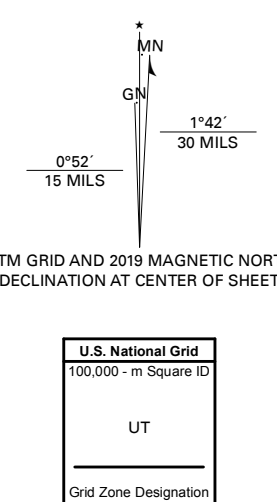 ★
MN
GN
1°42´
30 MILS
0°52´
15 MILS
TM GRID AND 2019 MAGNETIC NORT
DECLINATION AT CENTER OF SHEET
U.S. National Grid
100,000 - m Square ID
UT
Grid Zone Designation